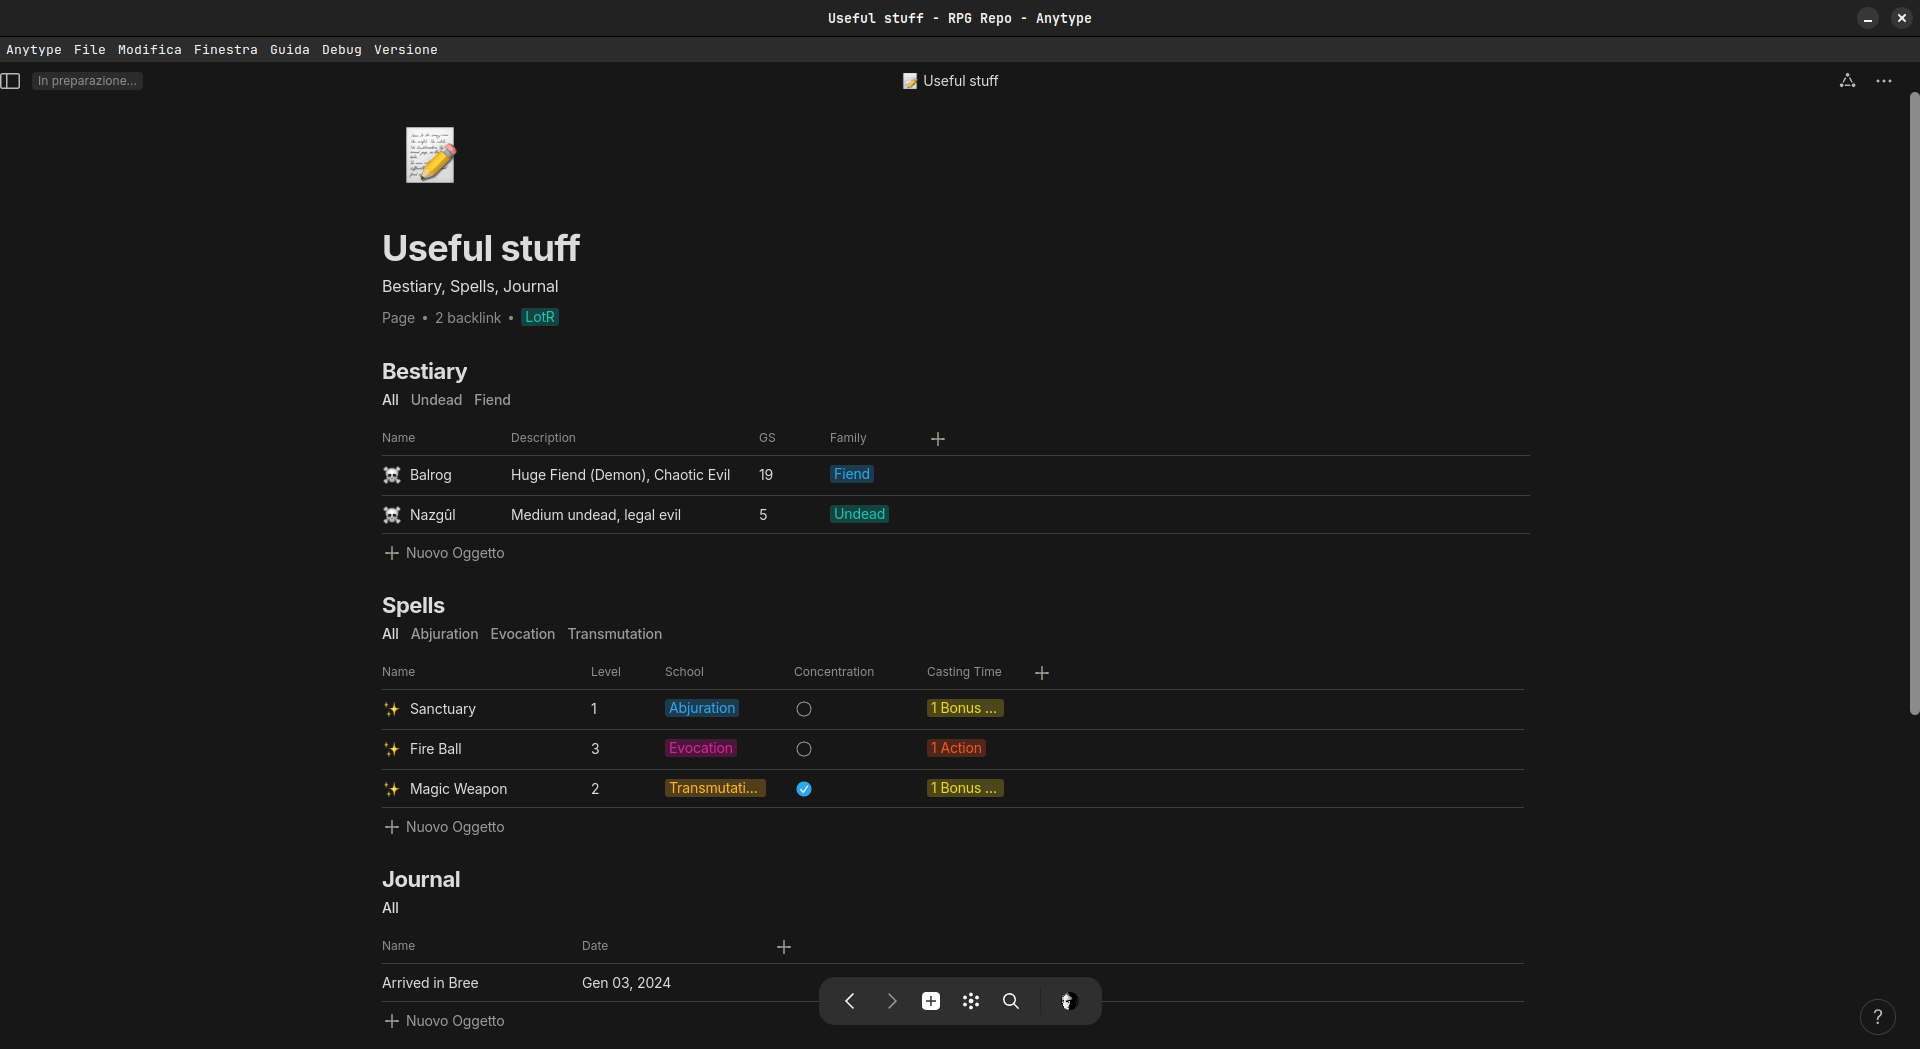 Useful stuff - RPG Repo - Anytype
Anytype File Modifica Finestra Guida Debug Versione
In preparazione...
Useful stuff
Useful stuff
Bestiary, Spells, Journal
Page • 2 backlink • LotR
Bestiary
All Undead Fiend
Name Description GS Family
Balrog Huge Fiend (Demon), Chaotic Evil 19 Fiend
Nazgûl Medium undead, legal evil 5 Undead
Nuovo Oggetto
Spells
All Abjuration Evocation Transmutation
Name Level School Concentration Casting Time
Sanctuary 1 Abjuration 1 Bonus ...
Fire Ball 3 Evocation 1 Action
Magic Weapon 2 Transmutati... 1 Bonus ...
Nuovo Oggetto
Journal
All
Name Date
Arrived in Bree Gen 03, 2024
Nuovo Oggetto
?